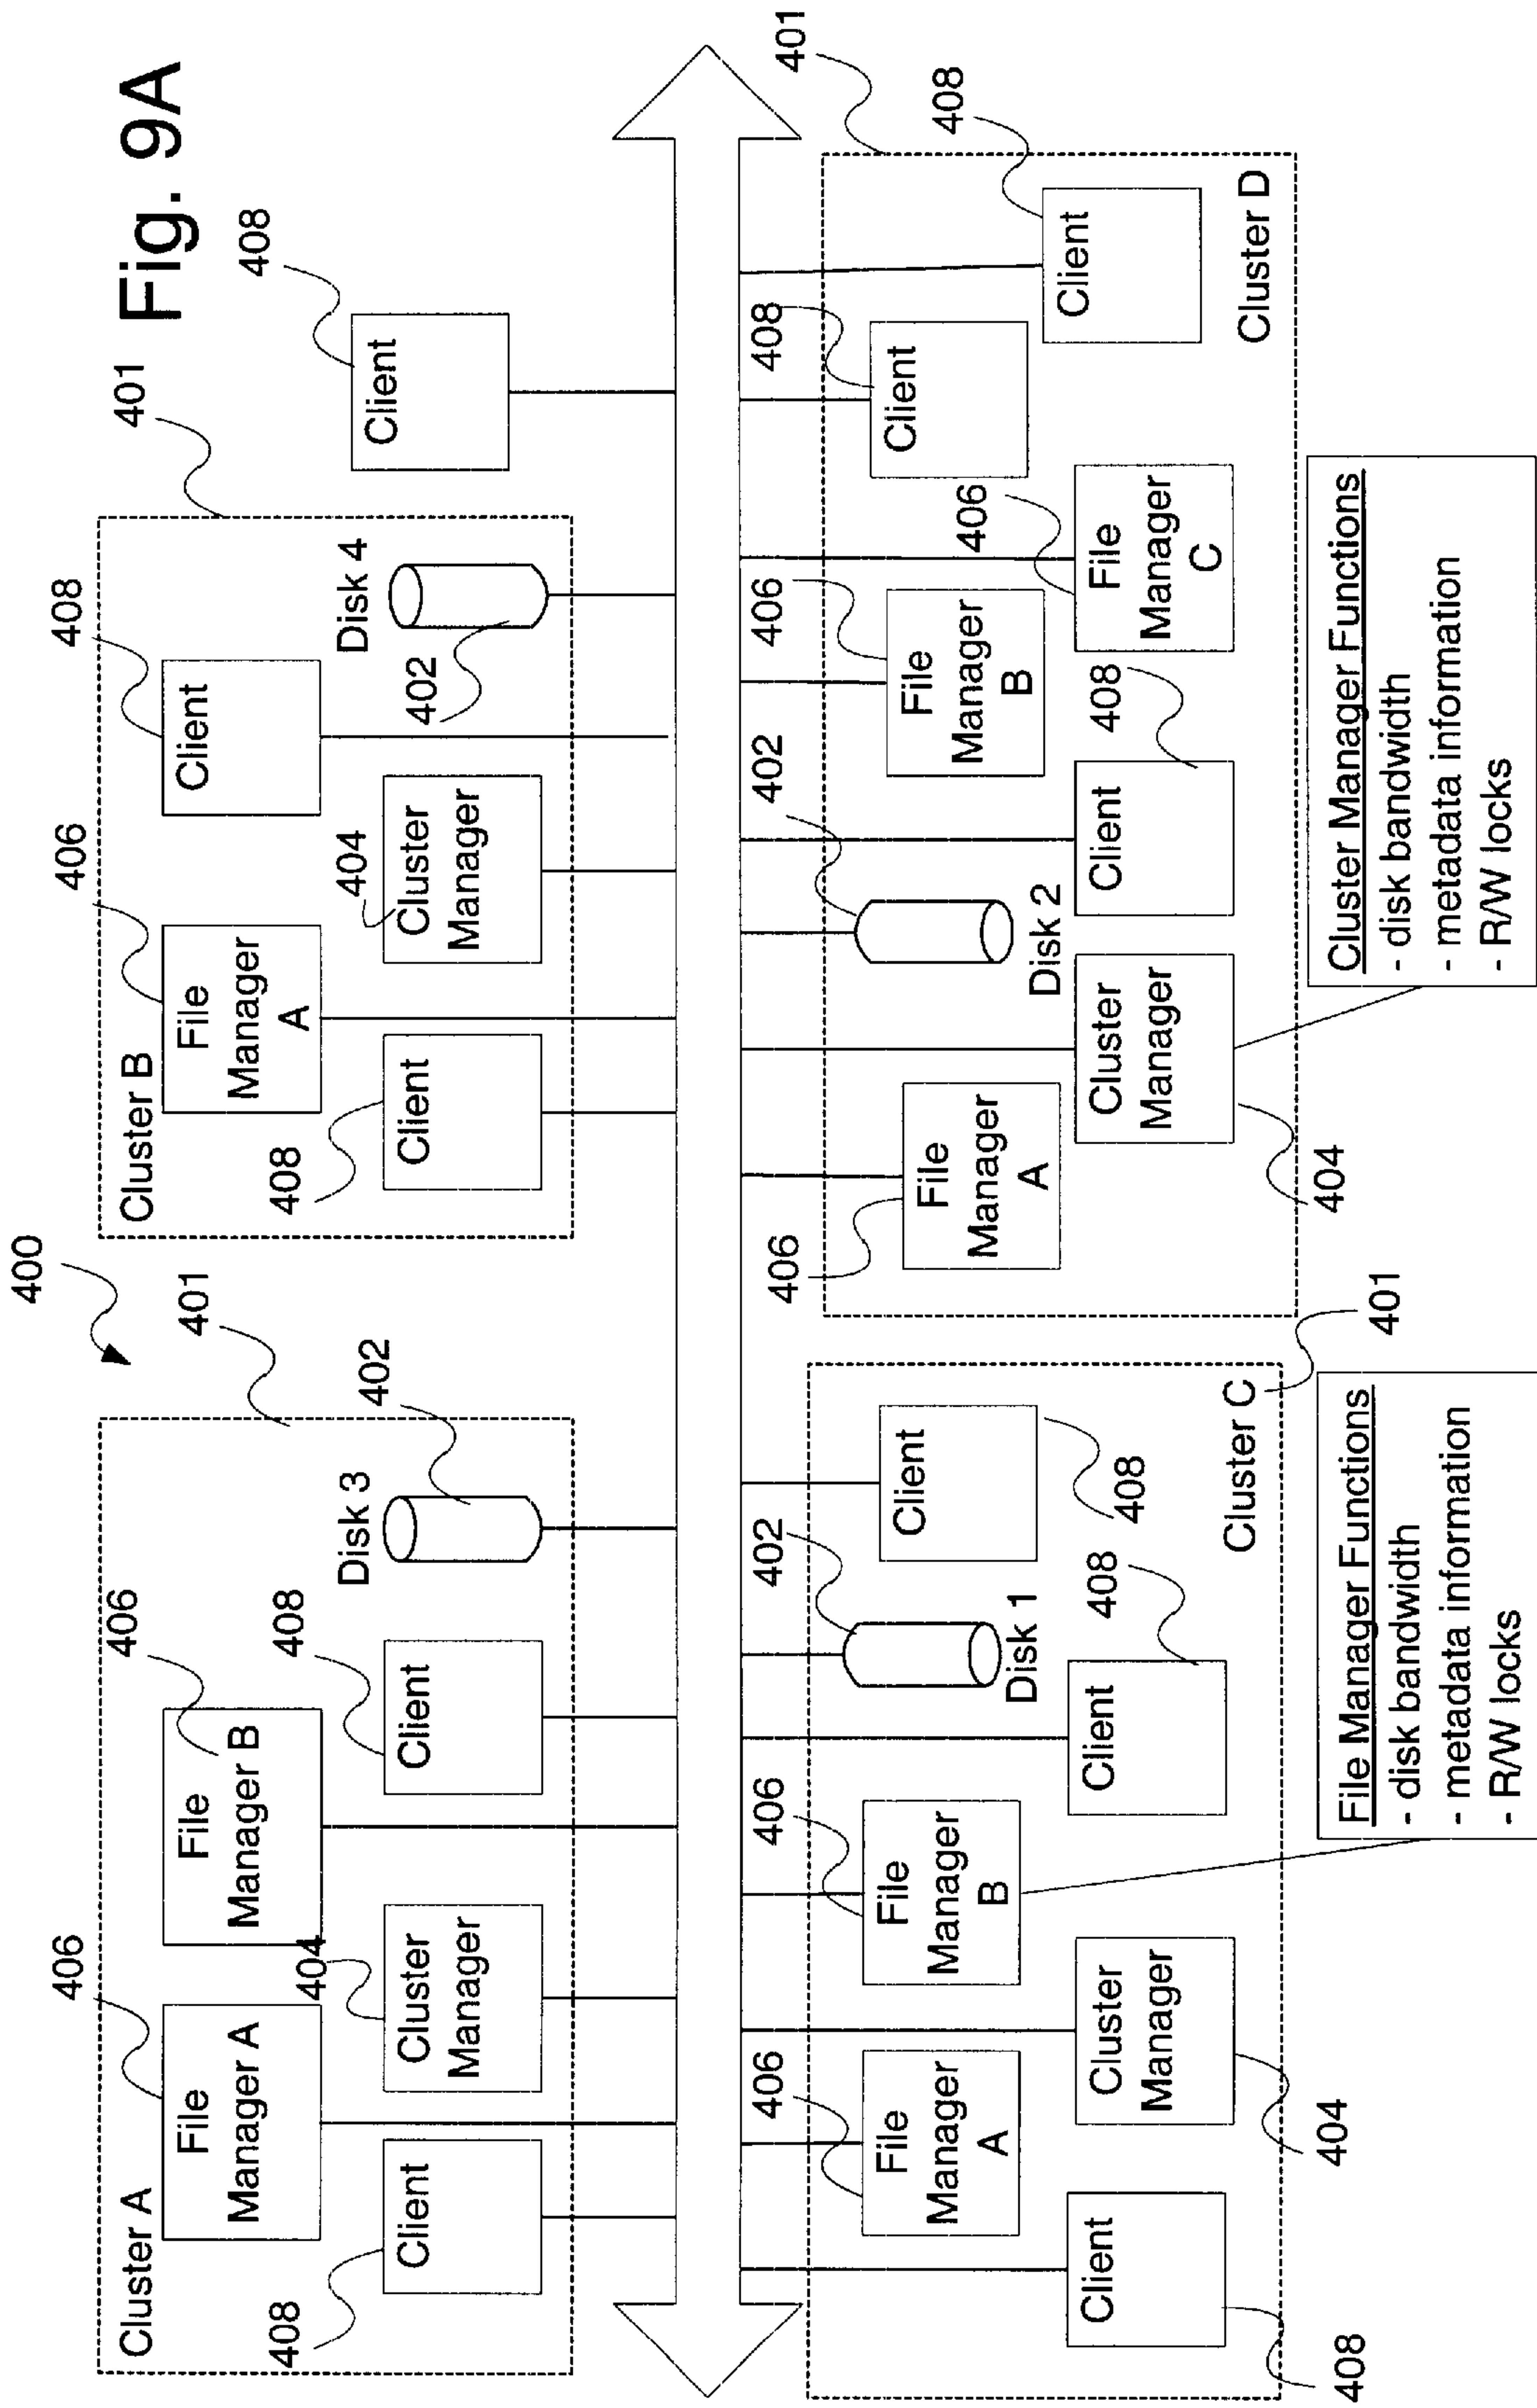 Fig. 9A
400
401
401
Cluster A
406
File
Manager A
406
File
Manager B
408
Client
404
Cluster
Manager
408
Client
Disk 3
402
Cluster B
406
File
Manager
A
408
Client
408
Client
404
Cluster
Manager
Disk 4
402
408
Client
408
Client
406
File
Manager
A
404
Cluster
Manager
406
File
Manager
B
408
Client
402
Disk 1
408
Client
Cluster C
401
File Manager Functions
- disk bandwidth
- metadata information
- R/W locks
406
File
Manager
A
404
Cluster
Manager
402
Disk 2
408
Client
406
File
Manager
B
406
File
Manager
C
408
Client
408
Client
401
Cluster D
Cluster Manager Functions
- disk bandwidth
- metadata information
- R/W locks